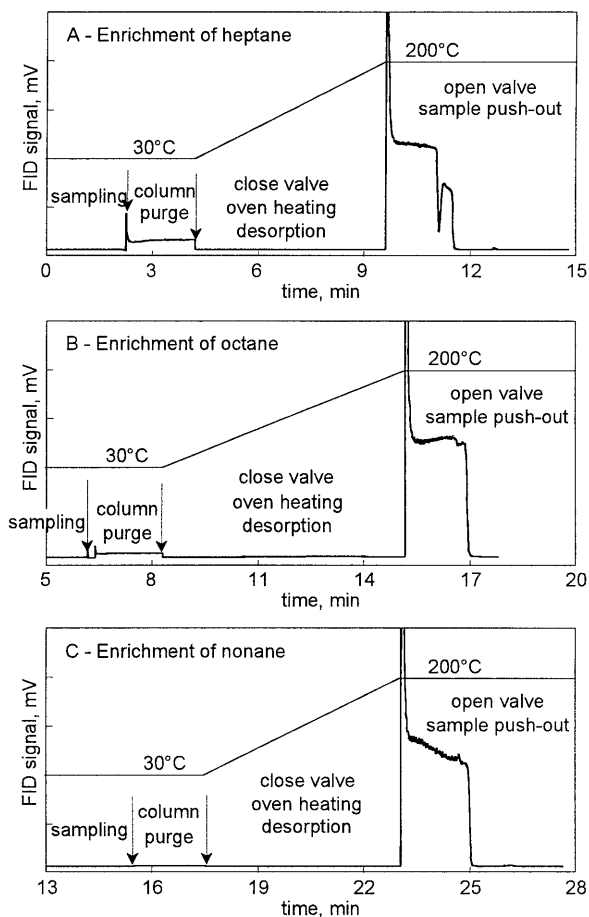 A - Enrichment of heptane
200°C
open valve
sample push-out
30°C
sampling
column
purge
close valve
oven heating
desorption
FID signal, mV
0 3 6 9 12 15
time, min
B - Enrichment of octane
200°C
open valve
sample push-out
30°C
sampling
column
purge
close valve
oven heating
desorption
FID signal, mV
5 8 11 14 17 20
time, min
C - Enrichment of nonane
200°C
open valve
sample push-out
30°C
sampling
column
purge
close valve
oven heating
desorption
FID signal, mV
13 16 19 22 25 28
time, min